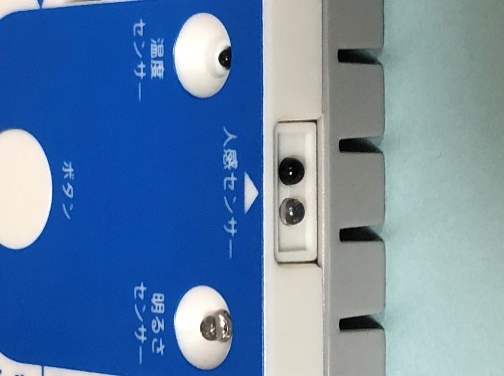 温度
センサー
人感センサー
ボタン
明るさ
センサー